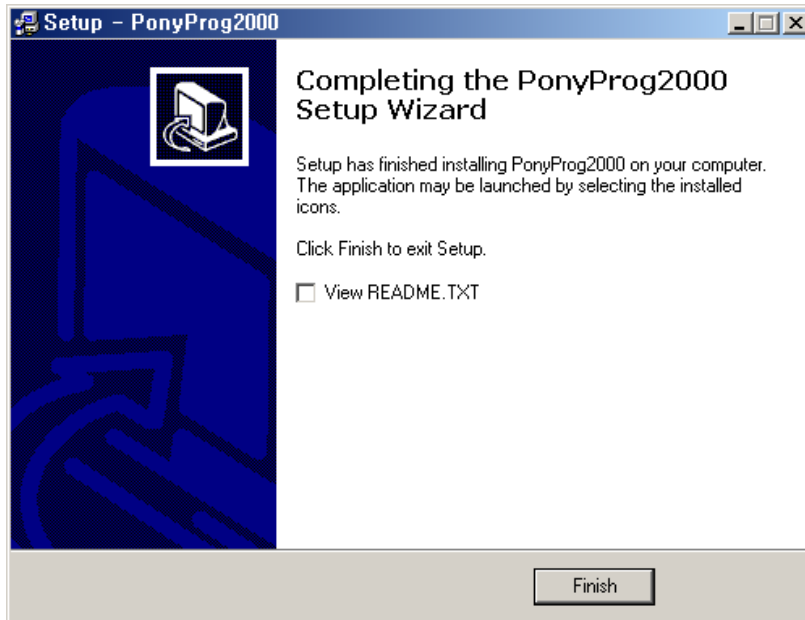 Setup - PonyProg2000
Completing the PonyProg2000
Setup Wizard
Setup has finished installing PonyProg2000 on your computer.
The application may be launched by selecting the installed
icons.
Click Finish to exit Setup.
View README.TXT
Finish